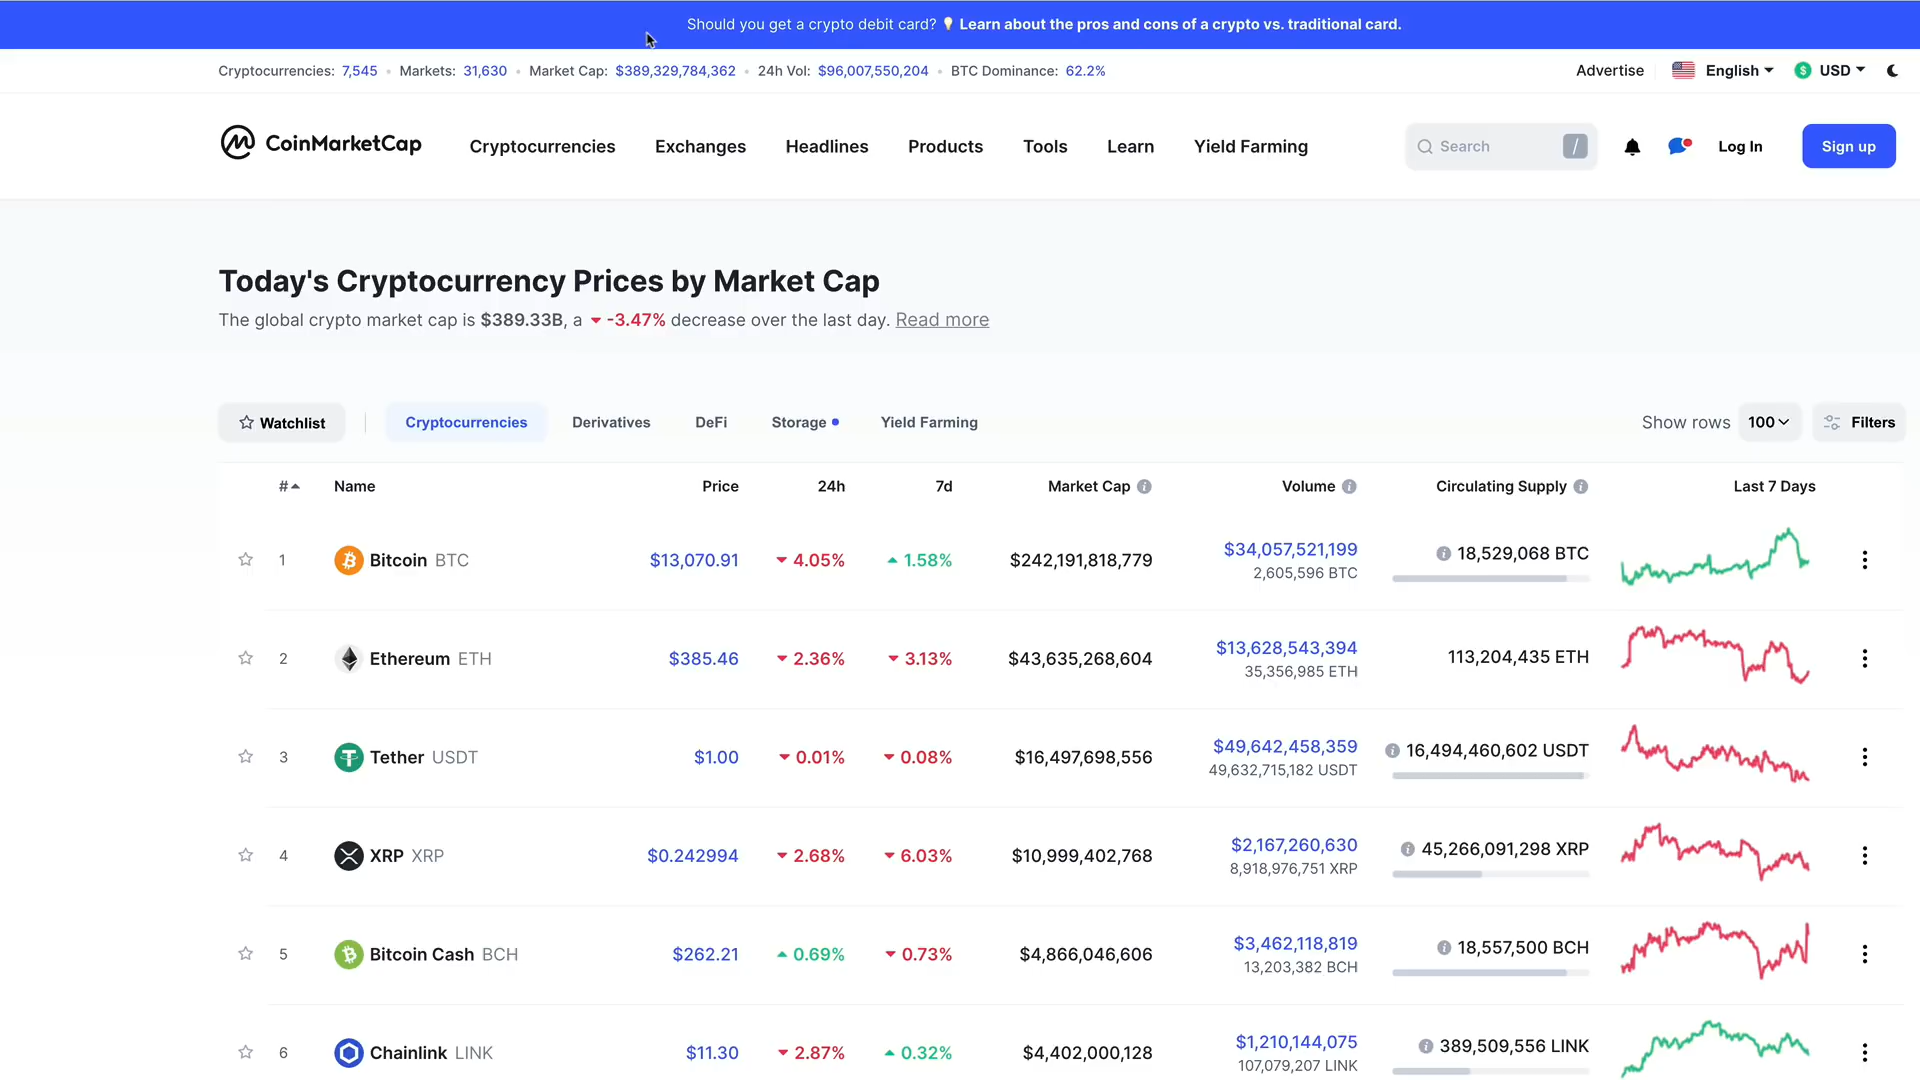 Should you get a crypto debit card? 💡 Learn about the pros and cons of a crypto vs. traditional card.
Cryptocurrencies: 7,545 • Markets: 31,630 • Market Cap: $389,329,784,362 • 24h Vol: $96,007,550,204 • BTC Dominance: 62.2% Advertise English $ USD
CoinMarketCap Cryptocurrencies Exchanges Headlines Products Tools Learn Yield Farming Search / Log In Sign up
Today's Cryptocurrency Prices by Market Cap
The global crypto market cap is $389.33B, a -3.47% decrease over the last day. Read more
Watchlist Cryptocurrencies Derivatives DeFi Storage Yield Farming Show rows 100 Filters
# Name Price 24h 7d Market Cap Volume Circulating Supply Last 7 Days
1 Bitcoin BTC $13,070.91 4.05% 1.58% $242,191,818,779 $34,057,521,199 18,529,068 BTC
2,605,596 BTC
2 Ethereum ETH $385.46 2.36% 3.13% $43,635,268,604 $13,628,543,394 113,204,435 ETH
35,356,985 ETH
3 Tether USDT $1.00 0.01% 0.08% $16,497,698,556 $49,642,458,359 16,494,460,602 USDT
49,632,715,182 USDT
4 XRP XRP $0.242994 2.68% 6.03% $10,999,402,768 $2,167,260,630 45,266,091,298 XRP
8,918,976,751 XRP
5 Bitcoin Cash BCH $262.21 0.69% 0.73% $4,866,046,606 $3,462,118,819 18,557,500 BCH
13,203,382 BCH
6 Chainlink LINK $11.30 2.87% 0.32% $4,402,000,128 $1,210,144,075 389,509,556 LINK
107,079,207 LINK